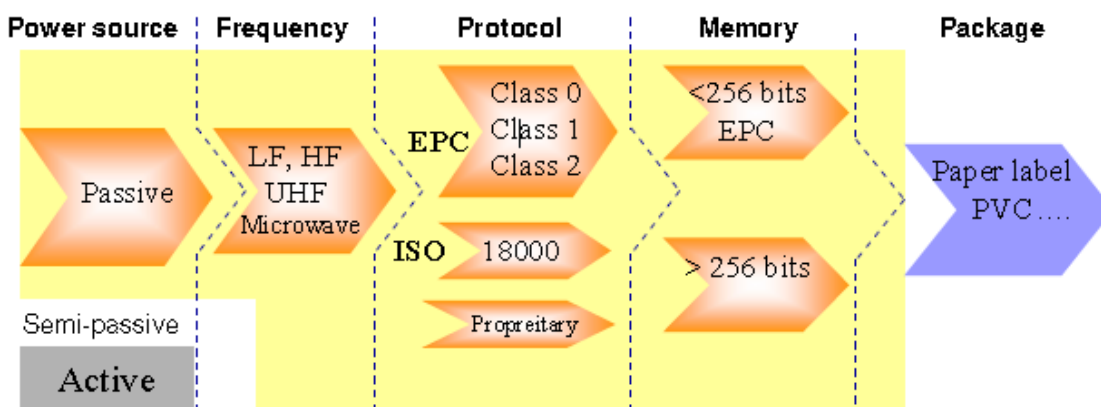 Power source
Frequency
Protocol
Memory
Package
Passive
LF, HF
UHF
Microwave
EPC
Class 0
Class 1
Class 2
ISO
18000
Propreitary
<256 bits
EPC
> 256 bits
Paper label
PVC....
Semi-passive
Active